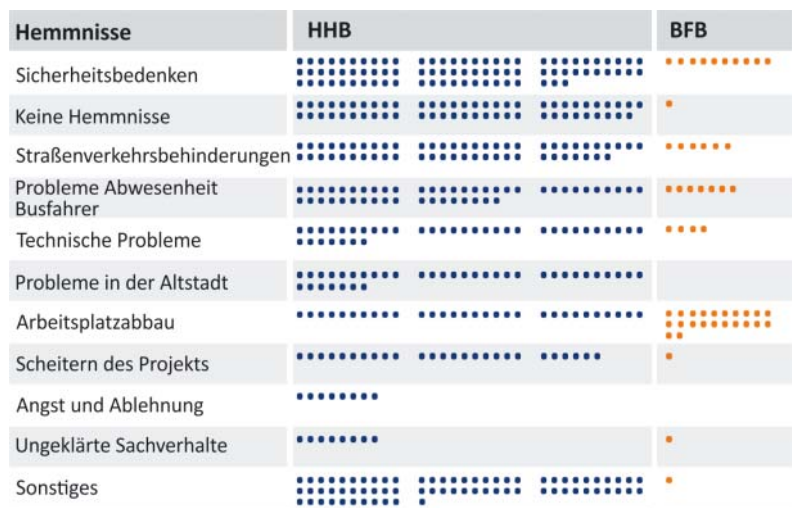 Hemmnisse HHB BFB
Sicherheitsbedenken
Keine Hemmnisse
Straßenverkehrsbehinderungen
Probleme Abwesenheit
Busfahrer
Technische Probleme
Probleme in der Altstadt
Arbeitsplatzabbau
Scheitern des Projekts
Angst und Ablehnung
Ungeklärte Sachverhalte
Sonstiges